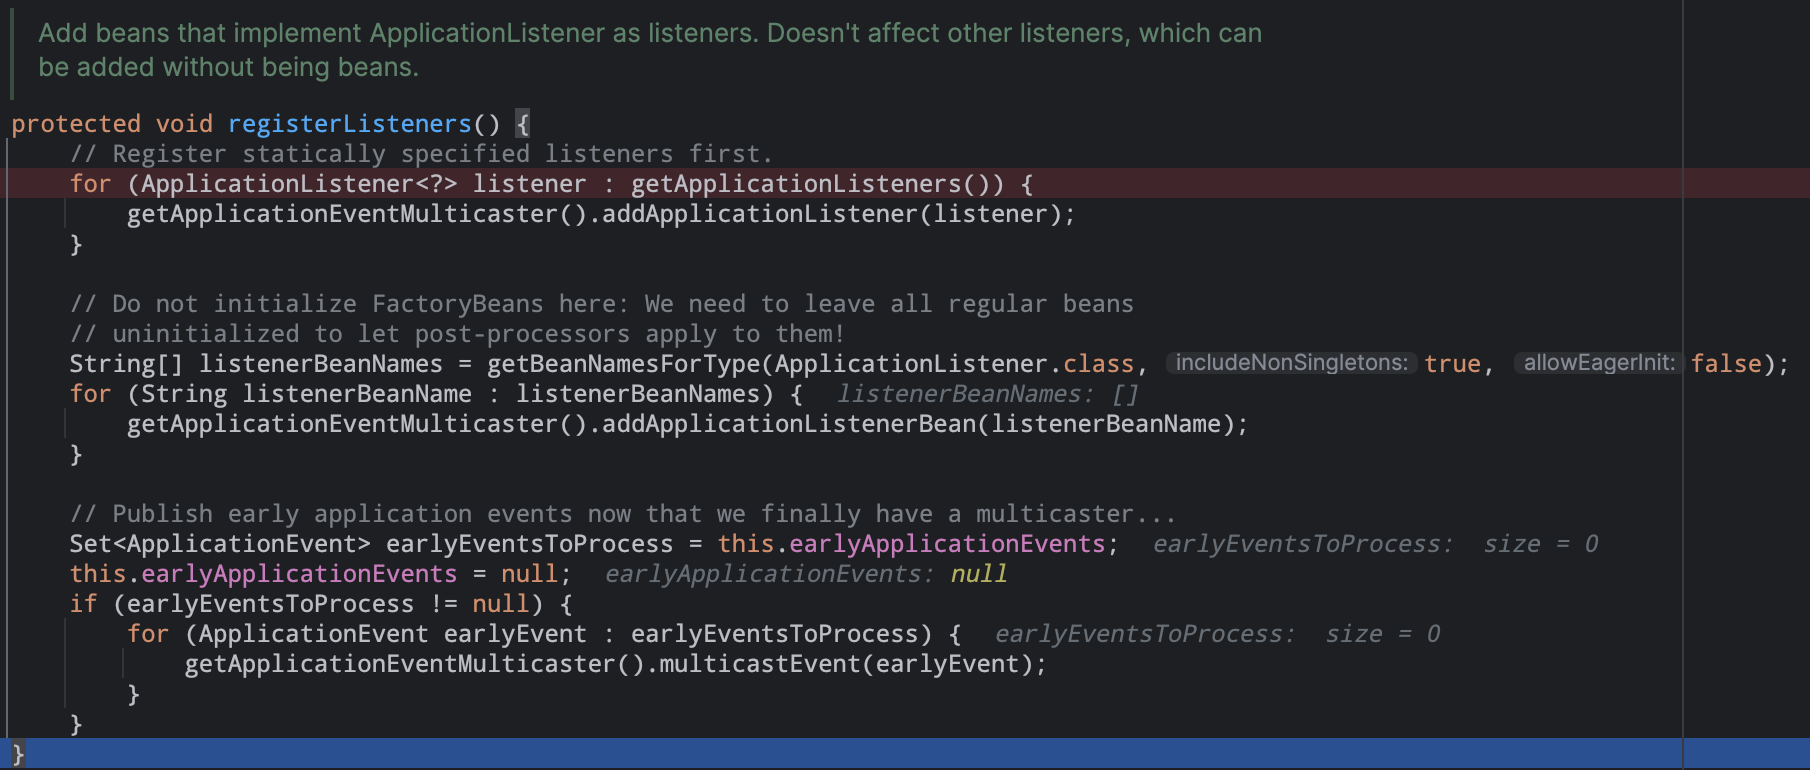 Add beans that implement ApplicationListener as listeners. Doesn't affect other listeners, which can
be added without being beans.
protected void registerListeners() {
    // Register statically specified listeners first.
    for (ApplicationListener<?> listener : getApplicationListeners()) {
        getApplicationEventMulticaster().addApplicationListener(listener);
    }

    // Do not initialize FactoryBeans here: We need to leave all regular beans
    // uninitialized to let post-processors apply to them!
    String[] listenerBeanNames = getBeanNamesForType(ApplicationListener.class, includeNonSingletons: true, allowEagerInit: false);
    for (String listenerBeanName : listenerBeanNames) {  listenerBeanNames: []
        getApplicationEventMulticaster().addApplicationListenerBean(listenerBeanName);
    }

    // Publish early application events now that we finally have a multicaster...
    Set<ApplicationEvent> earlyEventsToProcess = this.earlyApplicationEvents;  earlyEventsToProcess:  size = 0
    this.earlyApplicationEvents = null;  earlyApplicationEvents: null
    if (earlyEventsToProcess != null) {
        for (ApplicationEvent earlyEvent : earlyEventsToProcess) {  earlyEventsToProcess:  size = 0
            getApplicationEventMulticaster().multicastEvent(earlyEvent);
        }
    }
}